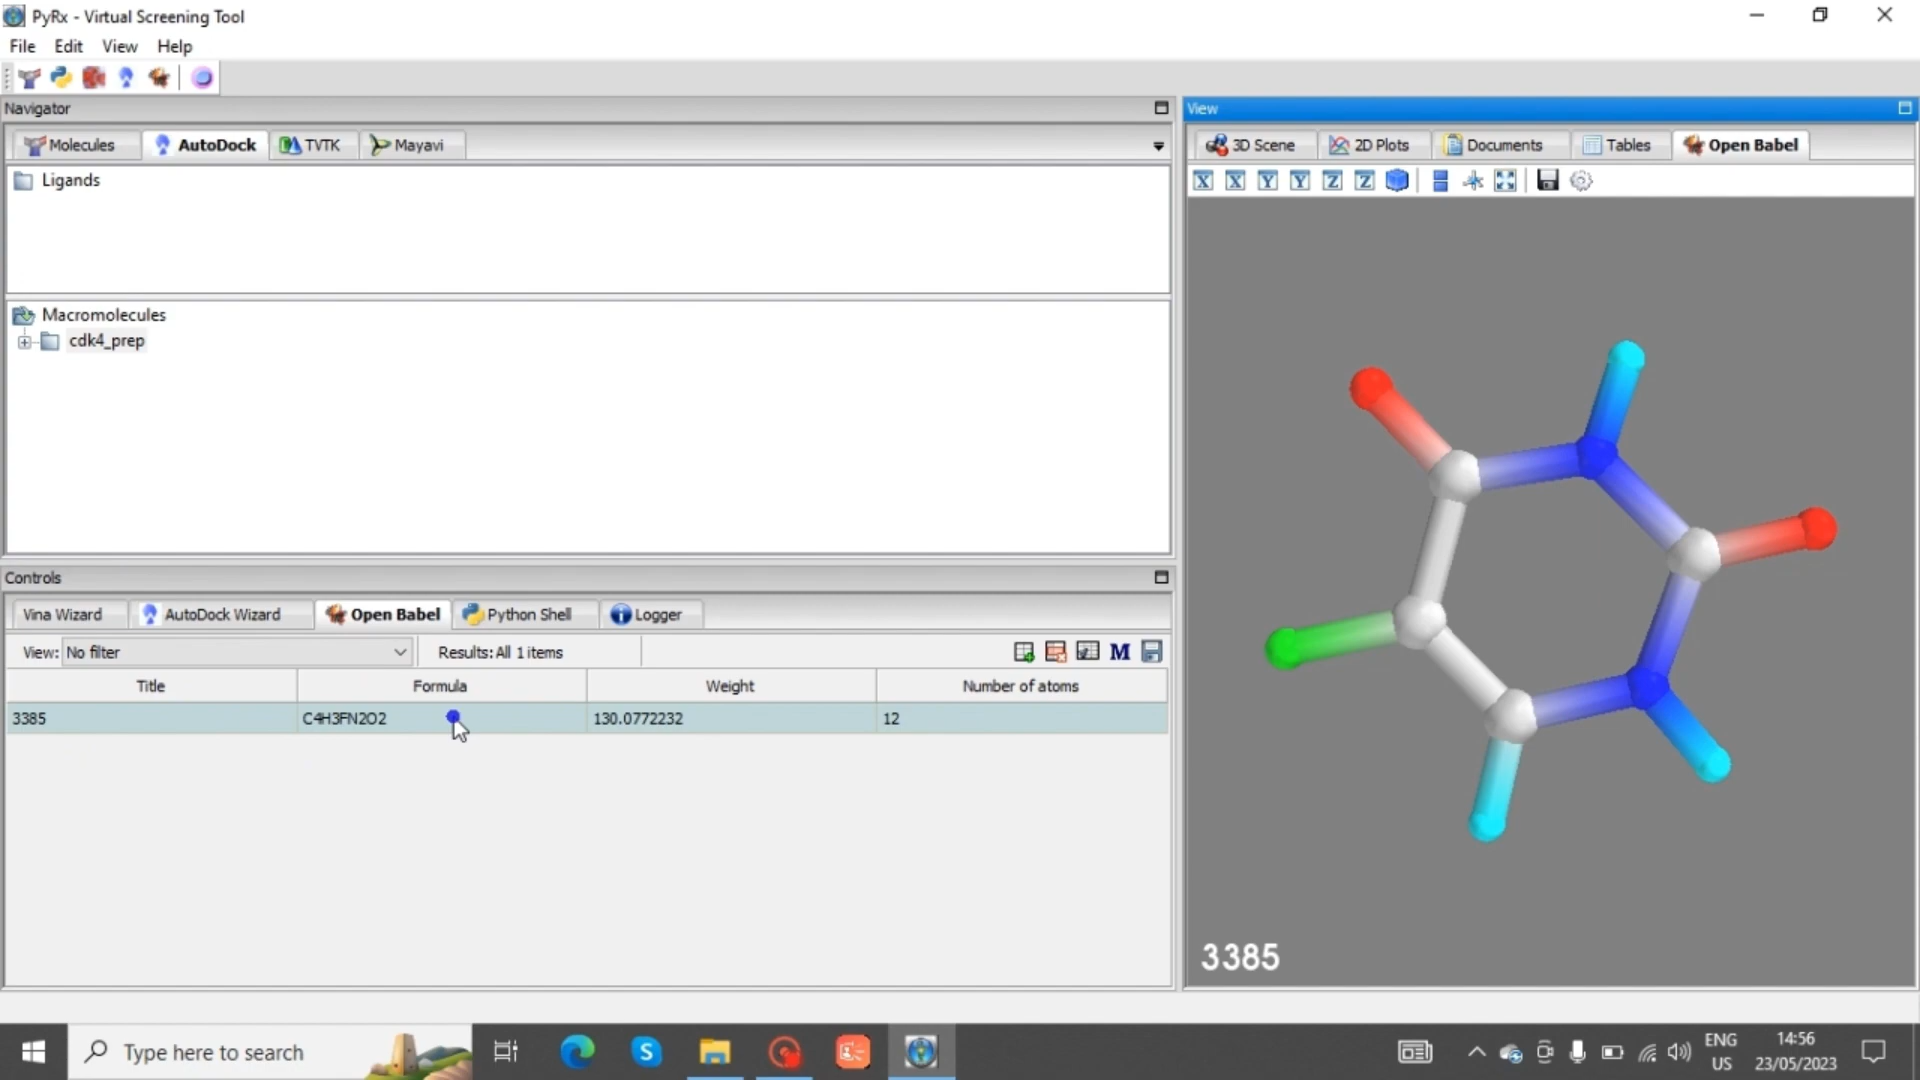 PyRx - Virtual Screening Tool
File Edit View Help
Navigator
Molecules AutoDock TVTK Mayavi
Ligands
Macromolecules
cdk4_prep
Controls
Vina Wizard AutoDock Wizard Open Babel Python Shell Logger
View: No filter Results: All 1 items
M
Title Formula Weight Number of atoms
3385 C4H3FN2O2 130.0772232 12
View
3D Scene 2D Plots Documents Tables Open Babel
X X Y Y Z Z
3385
Type here to search
ENG
US
14:56
23/05/2023